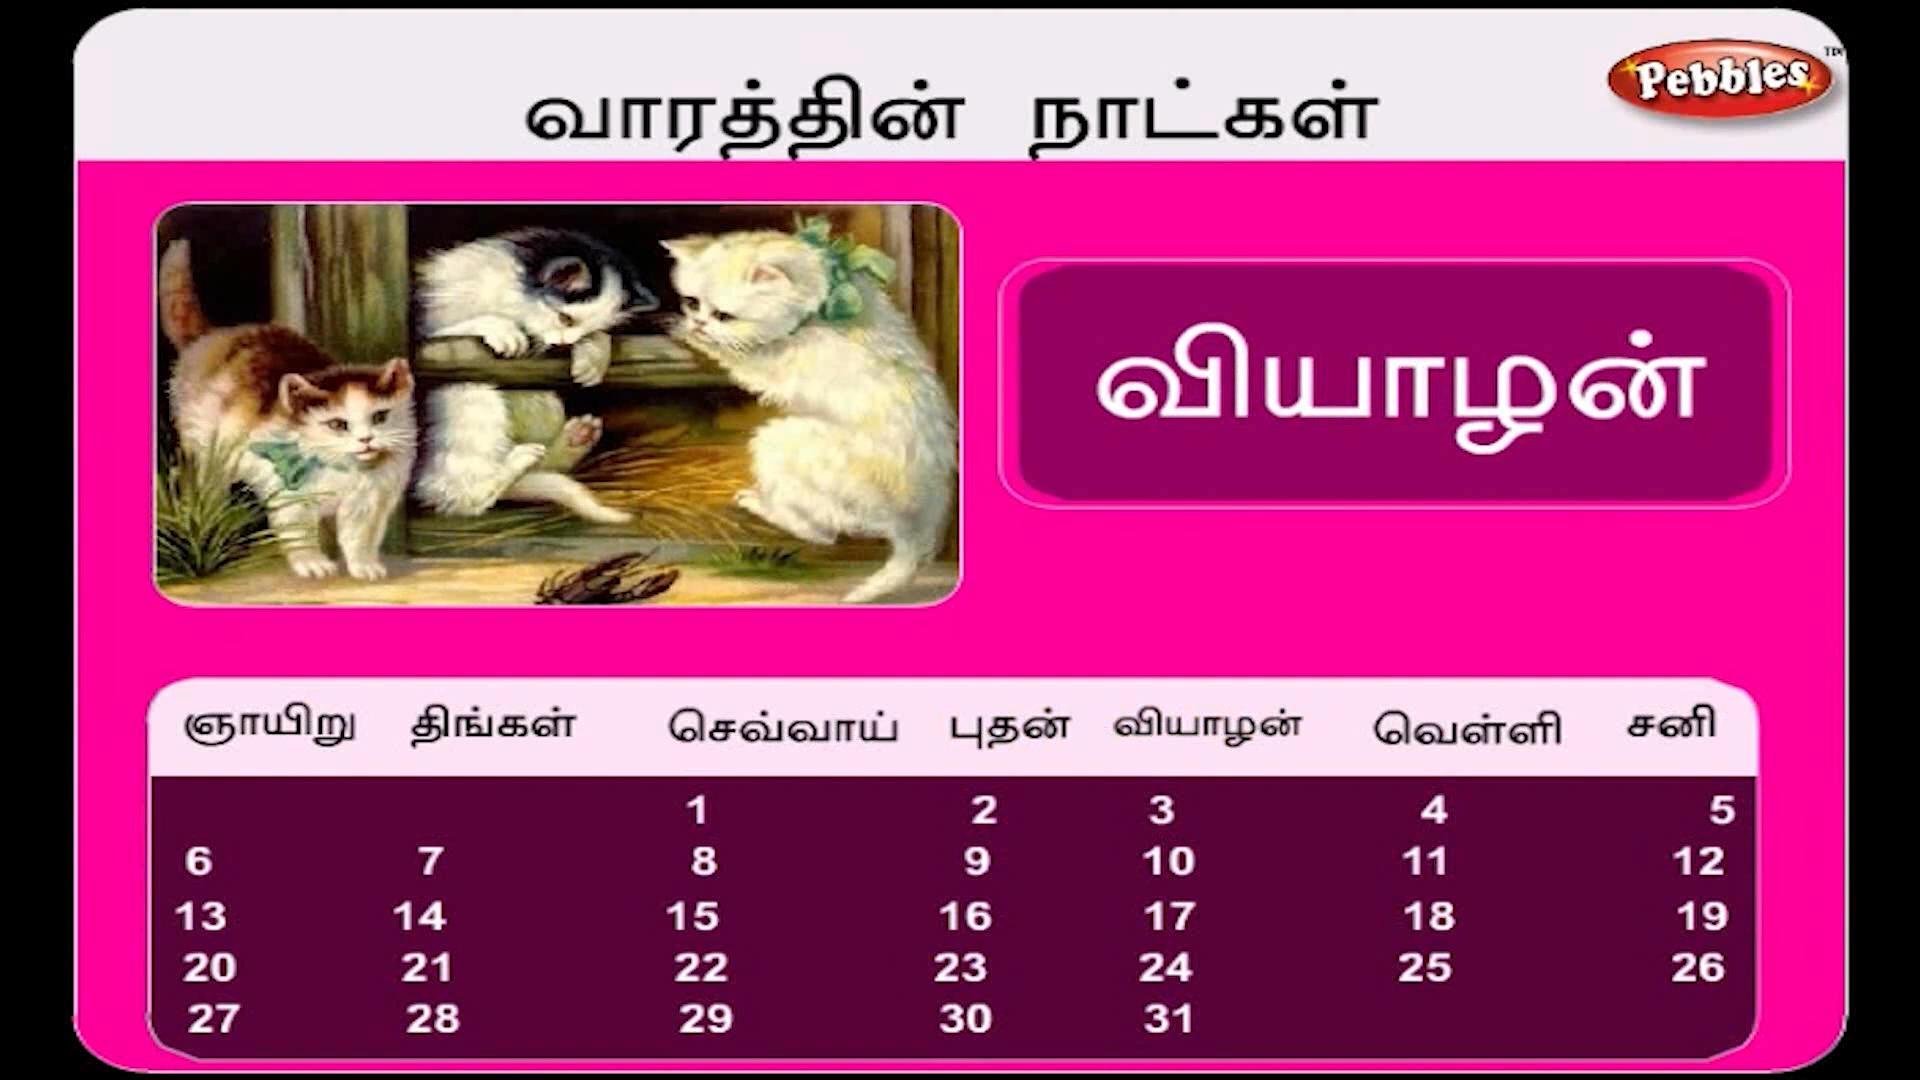 வாரத்தின் நாட்கள்
Pebbles TM
வியாழன்
ஞாயிறு திங்கள் செவ்வாய் புதன் வியாழன் வெள்ளி சனி
1 2 3 4 5
6 7 8 9 10 11 12
13 14 15 16 17 18 19
20 21 22 23 24 25 26
27 28 29 30 31